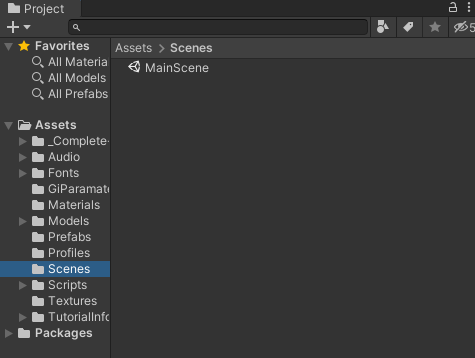 Project
5
Favorites
All Materia
All Models
All Prefabs
Assets
_Complete-
Audio
Fonts
GiParamate
Materials
Models
Prefabs
Profiles
Scenes
Scripts
Textures
TutorialInfo
Packages
Assets > Scenes
MainScene